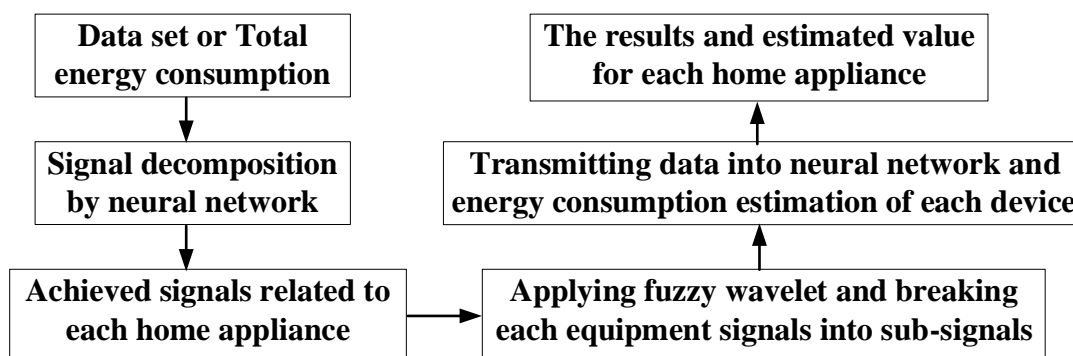 Data set or Total
energy consumption
Signal decomposition
by neural network
Achieved signals related to
each home appliance
Applying fuzzy wavelet and breaking
each equipment signals into sub-signals
Transmitting data into neural network and
energy consumption estimation of each device
The results and estimated value
for each home appliance